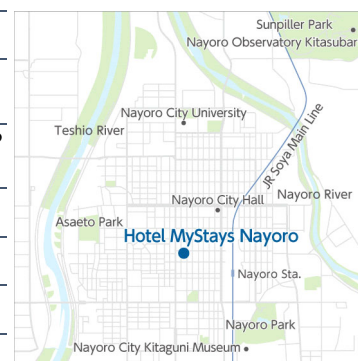 Sunpiller Park
Nayoro Observatory Kitasubar
Nayoro City University
Teshio River
JR Soya Main Line
Nayoro River
Nayoro City Hall
Asaeto Park
Hotel MyStays Nayoro
Nayoro Sta.
Nayoro Park
Nayoro City Kitaguni Museum